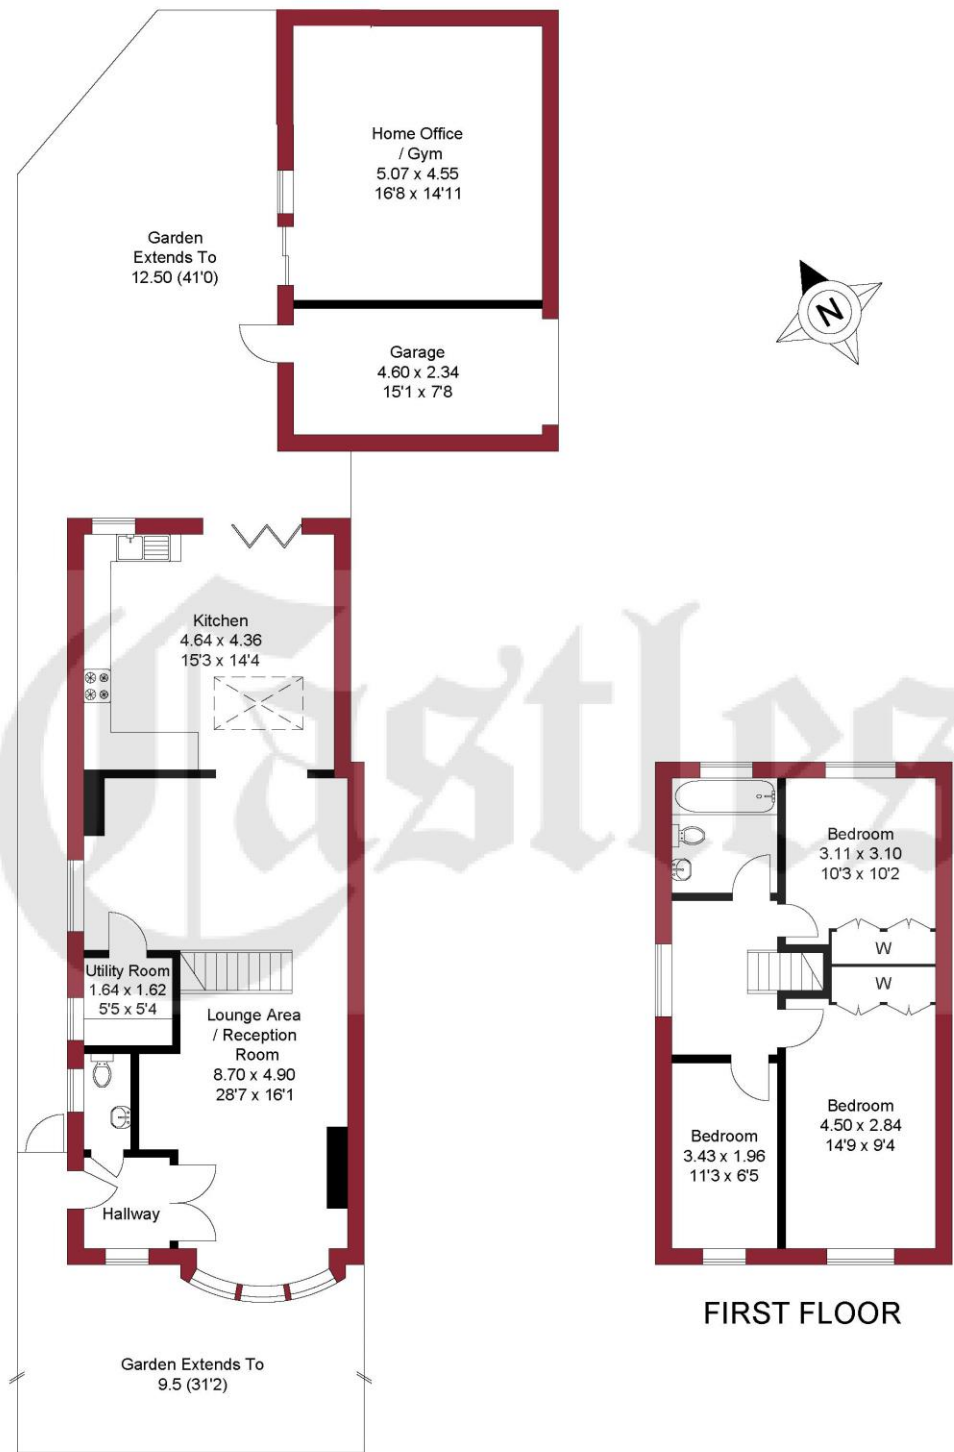 Home Office
/ Gym
5.07 x 4.55
16'8 x 14'11
Garden
Extends To
12.50 (41'0)
N
Garage
4.60 x 2.34
15'1 x 7'8
Kitchen
4.64 x 4.36
15'3 x 14'4
Castles
Bedroom
3.11 x 3.10
10'3 x 10'2
W
W
Utility Room
1.64 x 1.62
5'5 x 5'4
Lounge Area
/ Reception
Room
8.70 x 4.90
28'7 x 16'1
Bedroom
4.50 x 2.84
14'9 x 9'4
Bedroom
3.43 x 1.96
11'3 x 6'5
Hallway
FIRST FLOOR
Garden Extends To
9.5 (31'2)